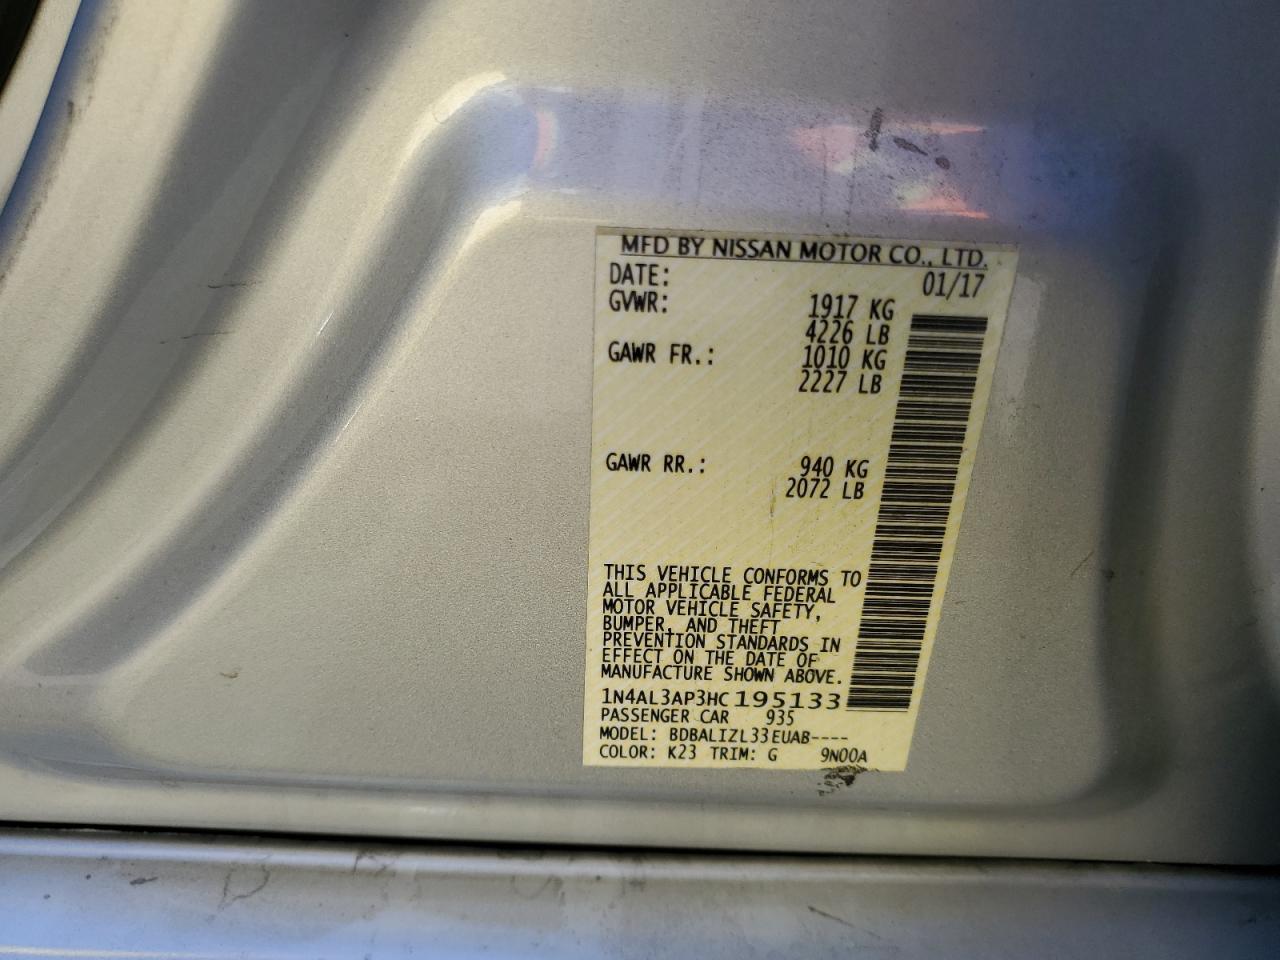 MFD BY NISSAN MOTOR CO., LTD.
DATE: 01/17
GVWR: 1917 KG
4226 LB
GAWR FR.: 1010 KG
2227 LB
GAWR RR.: 940 KG
2072 LB
THIS VEHICLE CONFORMS TO
ALL APPLICABLE FEDERAL
MOTOR VEHICLE SAFETY,
BUMPER, AND THEFT
PREVENTION STANDARDS IN
EFFECT ON THE DATE OF
MANUFACTURE SHOWN ABOVE.
1N4AL3AP3HC195133
PASSENGER CAR 935
MODEL: BDBALIZL33EUAB----
COLOR: K23 TRIM: G 9N00A